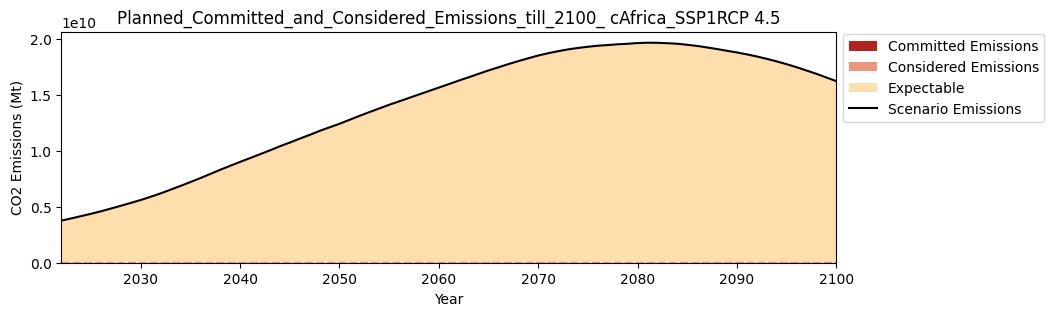 Planned_Committed_and_Considered_Emissions_till_2100_ cAfrica_SSP1RCP 4.5
1e10
2.0
1.5
1.0
0.5
0.0
CO2 Emissions (Mt)
2030 2040 2050 2060 2070 2080 2090 2100
Year
Committed Emissions
Considered Emissions
Expectable
Scenario Emissions